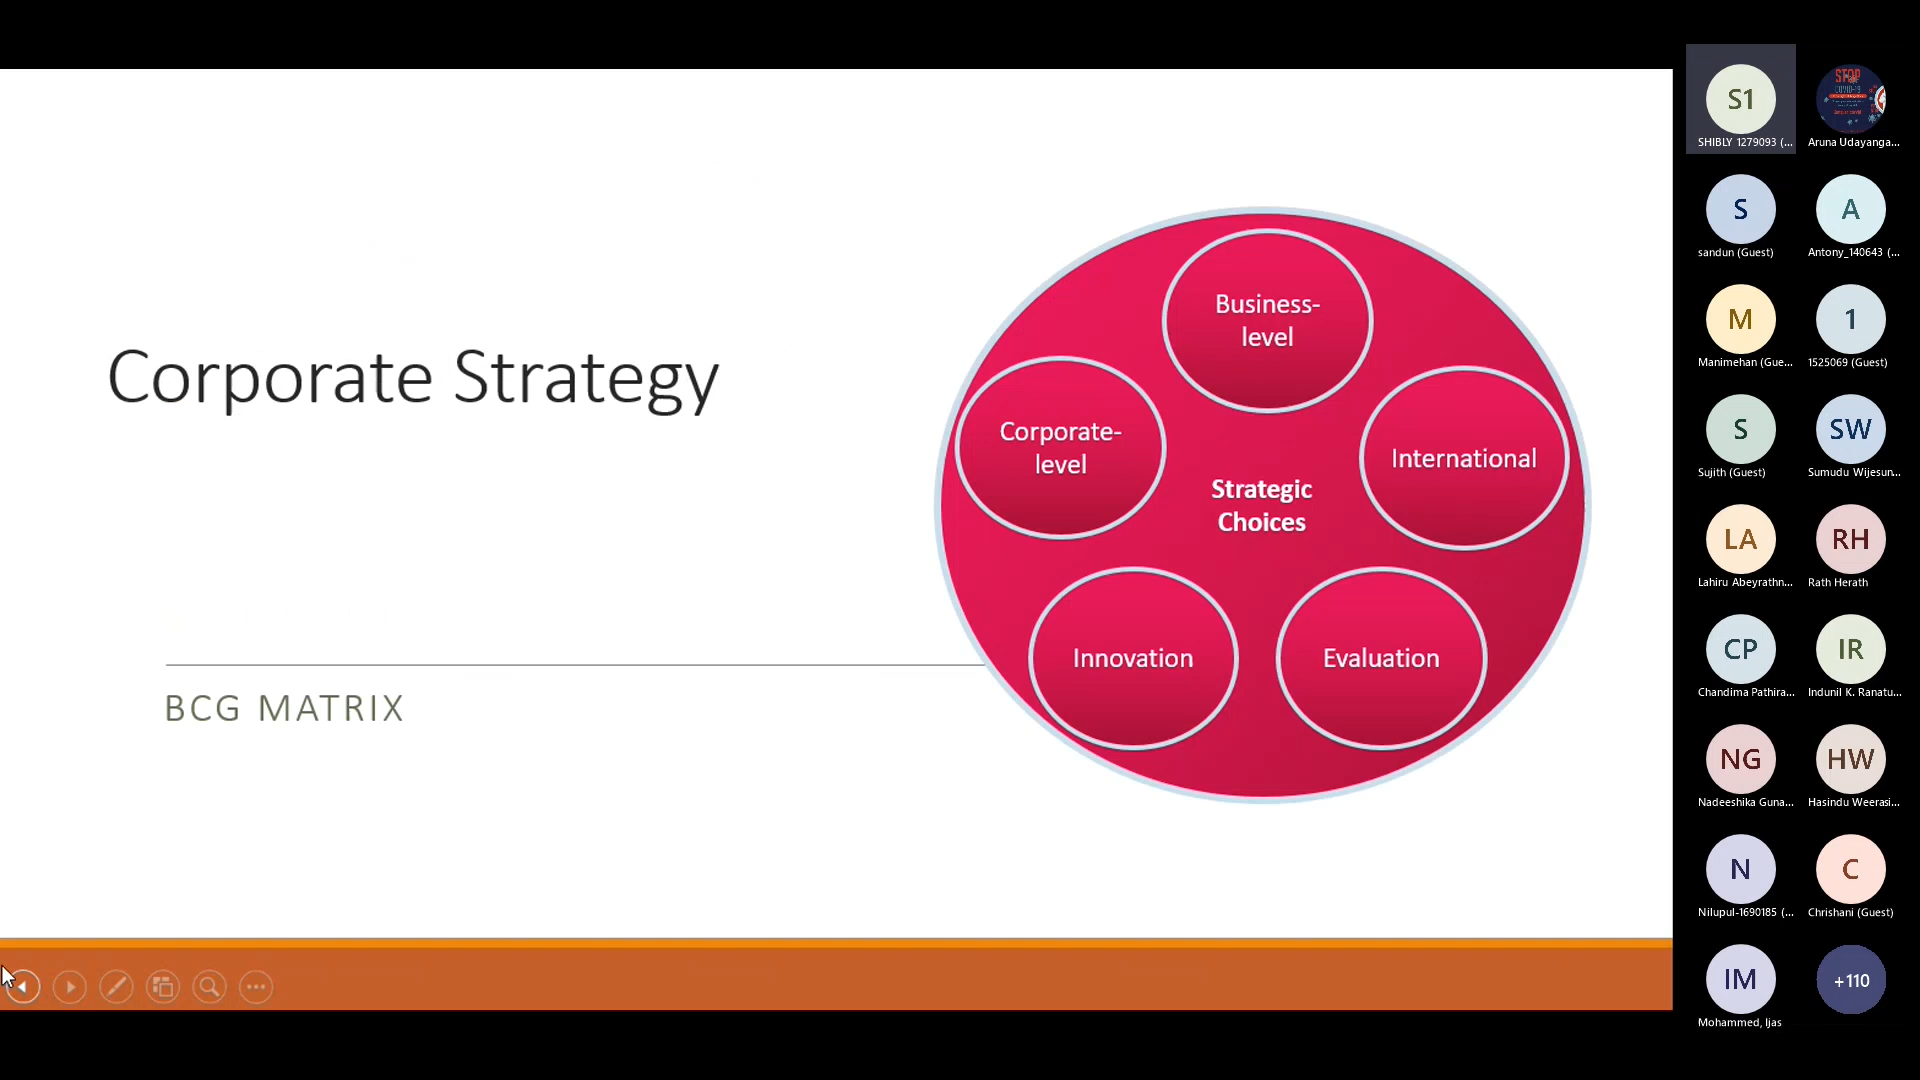 Corporate Strategy
BCG MATRIX
Business-
level
Corporate-
level
International
Strategic
Choices
Innovation
Evaluation
S1
SHIBLY 1279093 (...
STOP
COVID-19
Aruna Udayanga...
S
sandun (Guest)
A
Antony_140643 (...
M
Manimehan (Gue...
1
1525069 (Guest)
S
Sujith (Guest)
SW
Sumudu Wijesun...
LA
Lahiru Abeyrathn...
RH
Rath Herath
CP
Chandima Pathira...
IR
Indunil K. Ranatu...
NG
Nadeeshika Guna...
HW
Hasindu Weerasi...
N
Nilupul-1690185 (...
C
Chrishani (Guest)
IM
Mohammed, Ijas
+110